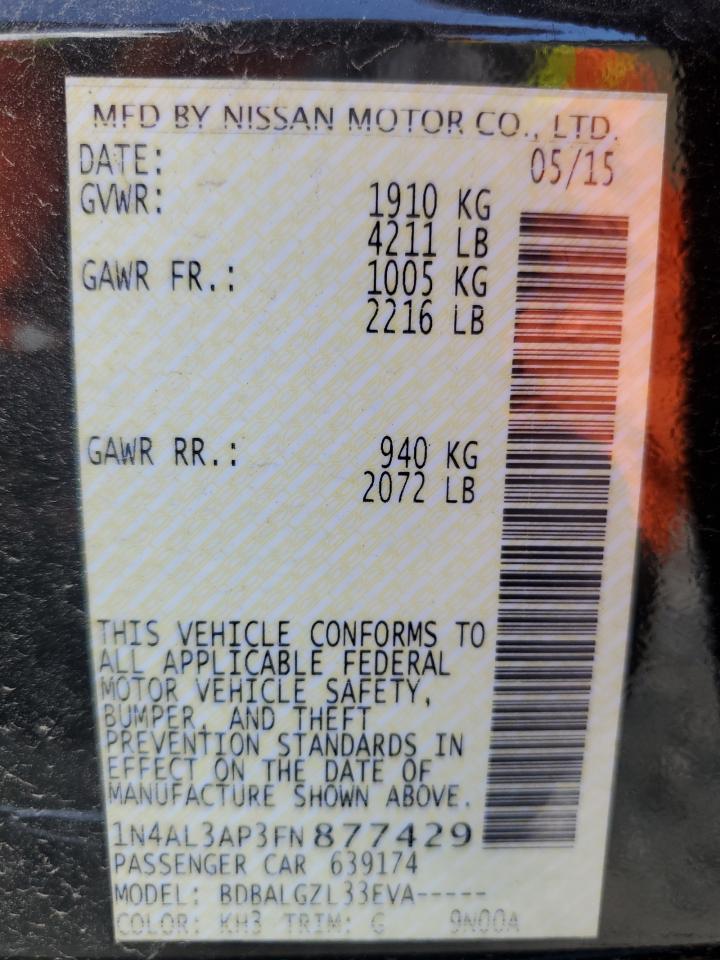 MFD BY NISSAN MOTOR CO., LTD.
DATE: 05/15
GVWR: 1910 KG
4211 LB
GAWR FR.: 1005 KG
2216 LB
GAWR RR.: 940 KG
2072 LB
THIS VEHICLE CONFORMS TO
ALL APPLICABLE FEDERAL
MOTOR VEHICLE SAFETY,
BUMPER, AND THEFT
PREVENTION STANDARDS IN
EFFECT ON THE DATE OF
MANUFACTURE SHOWN ABOVE.
1N4AL3AP3FN877429
PASSENGER CAR 639174
MODEL: BDBALGZL33EVA-----
COLOR: KH3 TRIM: G 9N00A